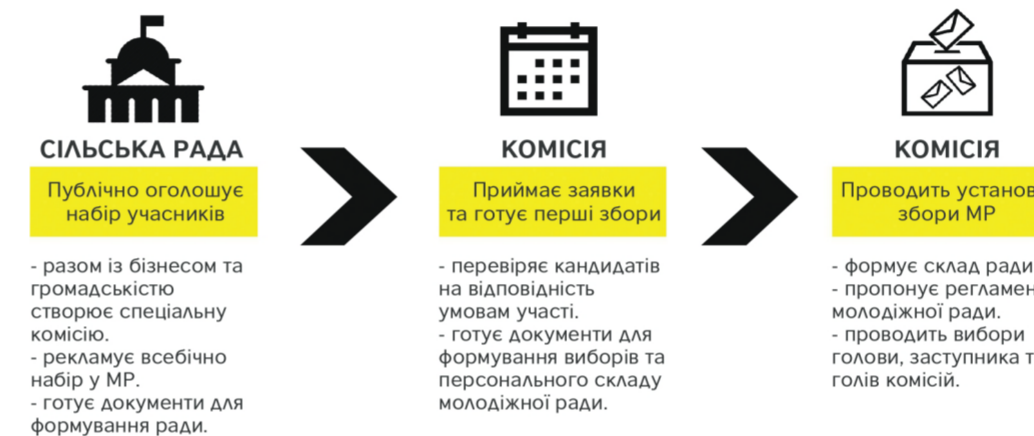 СІЛЬСЬКА РАДА
Публічно оголошує
набір учасників
- разом із бізнесом та
громадськістю
створює спеціальну
комісію.
- рекламує всебічно
набір у МР.
- готує документи для
формування ради.
КОМІСІЯ
Приймає заявки
та готує перші збори
- перевіряє кандидатів
на відповідність
умовам участі.
- готує документи для
формування виборів та
персонального складу
молодіжної ради.
КОМІСІЯ
Проводить
збори МР
- формує склад ради
- пропонує
молодіжної ради.
- проводить вибори
голови, заступника
голів комісій.